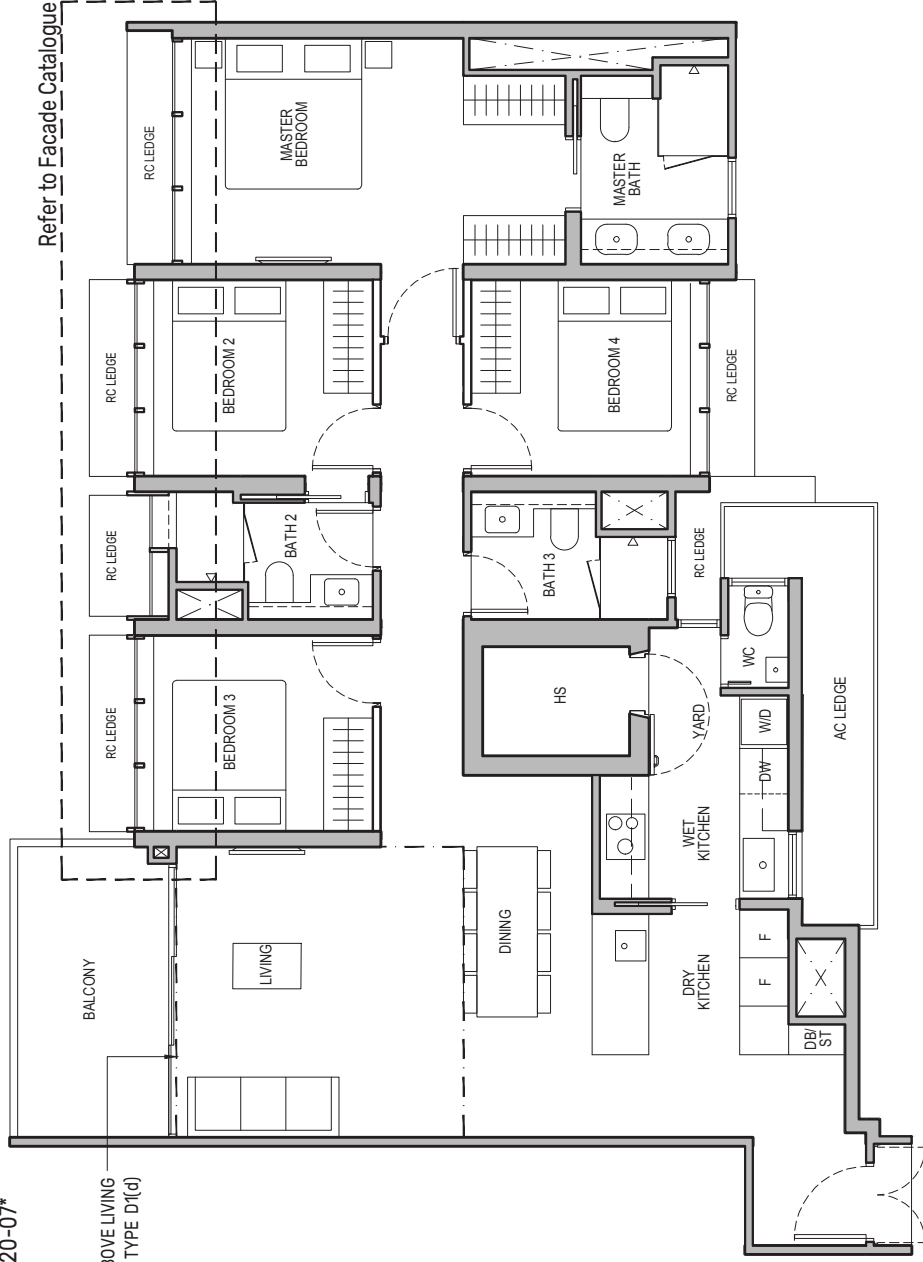 20-07*
BOVE LIVING
TYPE D1(d)
Refer to Facade Catalogue
BALCONY
RC LEDGE
RC LEDGE
RC LEDGE
RC LEDGE
LIVING
BEDROOM 3
BATH 2
BEDROOM 2
MASTER
BEDROOM
DINING
HS
BATH 3
BEDROOM 4
MASTER
BATH
DRY
KITCHEN
WET
KITCHEN
YARD
WC
RC LEDGE
RC LEDGE
F
F
DW
W/D
DB/
ST
AC LEDGE